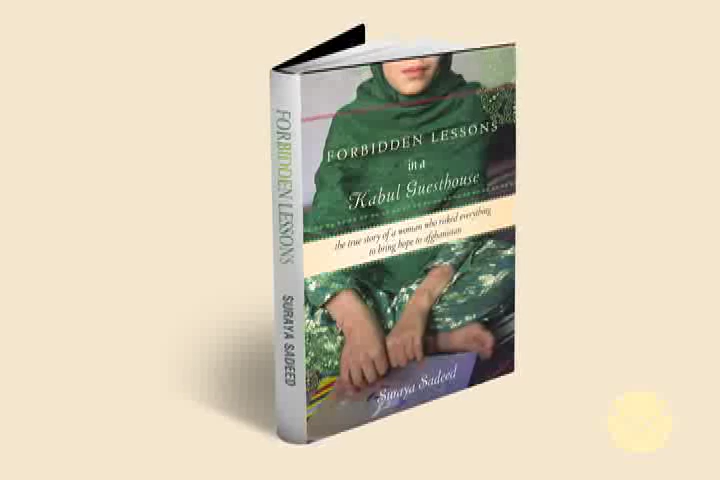 FORBIDDEN LESSONS
SURAYA SADEED
FORBIDDEN LESSONS
in a
Kabul Guesthouse
the true story of a woman who risked everything
to bring hope to afghanistan
Suraya Sadeed